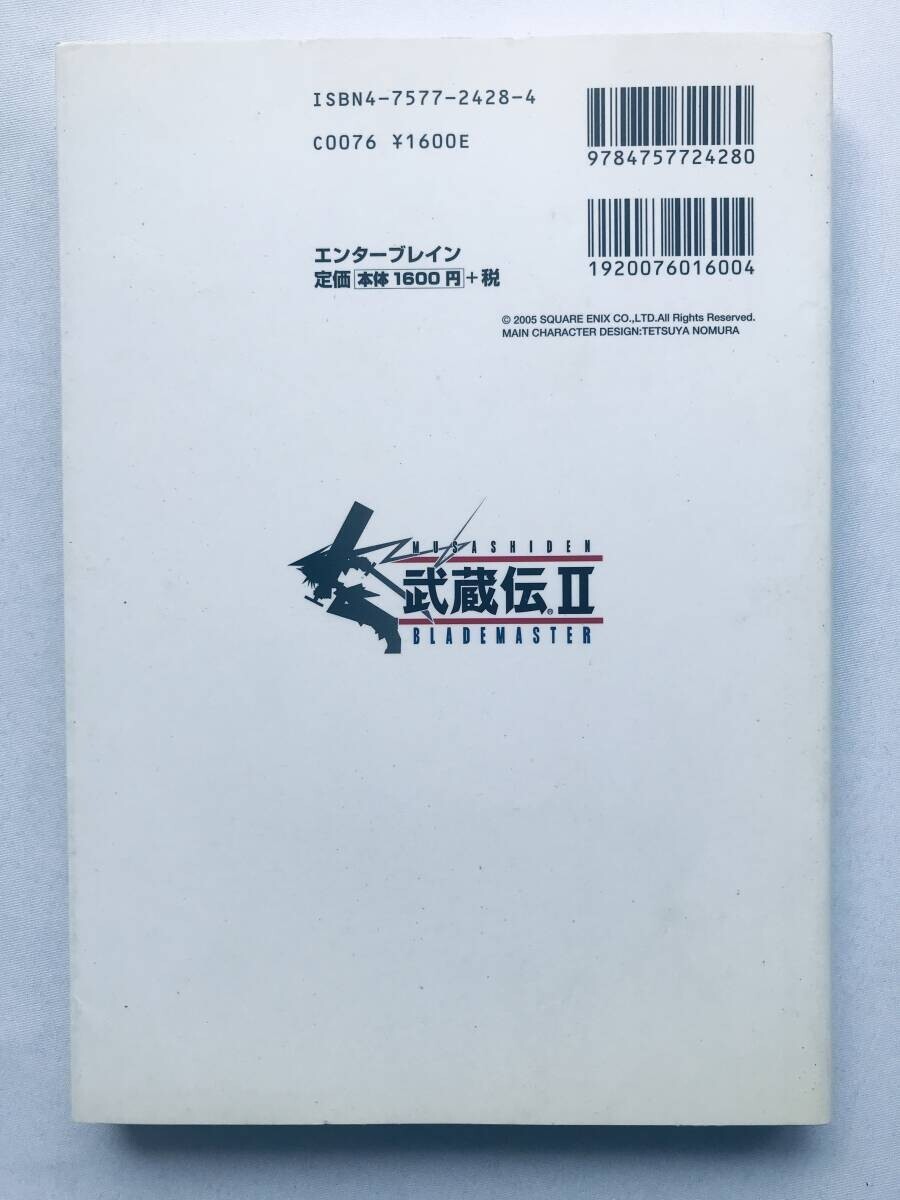 ISBN4-7577-2428-4
C0076 ¥1600E
9784757724280
1920076016004
エンターブレイン
定価 本体1600円+税
© 2005 SQUARE ENIX CO.,LTD.All Rights Reserved.
MAIN CHARACTER DESIGN:TETSUYA NOMURA
MUSASHIDEN
武蔵伝®II
BLADEMASTER